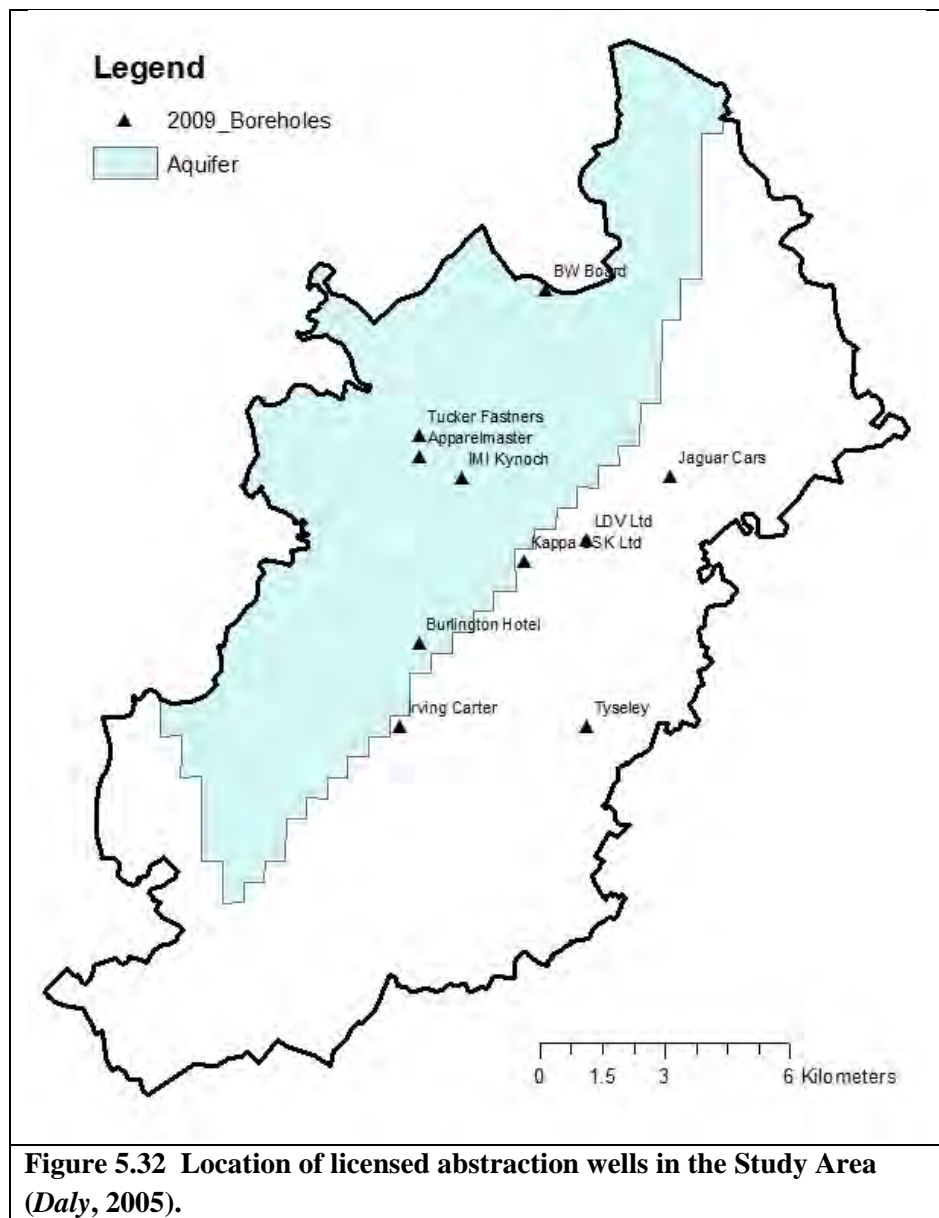 Legend
2009_Boreholes
Aquifer
BW Board
Tucker Fastners
Apparelmaster
IMI Kynoch
Jaguar Cars
LDV Ltd
Kappa SSK Ltd
Burlington Hotel
rving Carter
Tyseley
0 1.5 3 6 Kilometers
Figure 5.32 Location of licensed abstraction wells in the Study Area
(Daly, 2005).